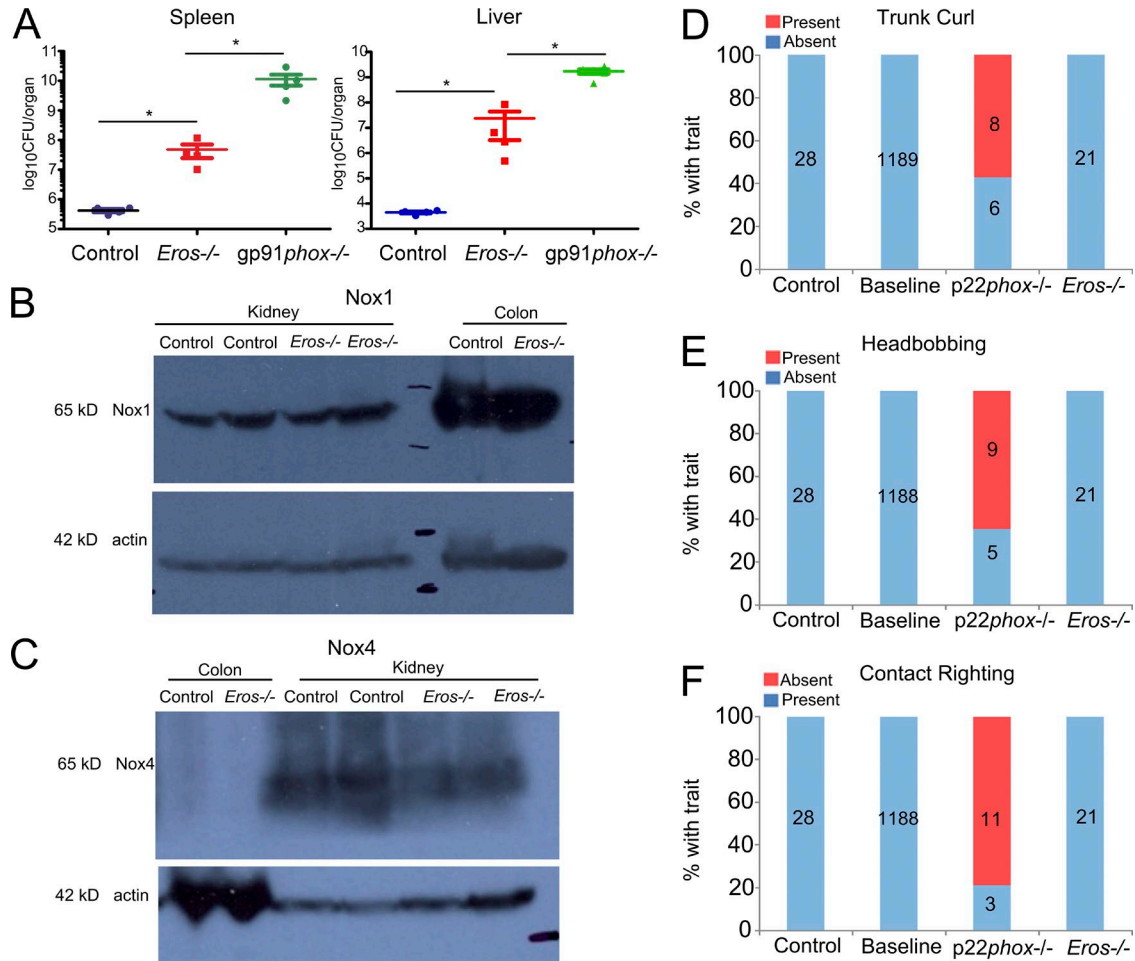 A
Spleen
Liver
*
*
*
*
log10CFU/organ
11
10
9
8
7
6
5
log10CFU/organ
10
9
8
7
6
5
4
3
Control Eros-/- gp91phox-/-
Control Eros-/- gp91phox-/-
B
Nox1
Kidney
Colon
Control Control Eros-/- Eros-/- Control Eros-/-
65 kD Nox1
42 kD actin
C
Nox4
Colon
Kidney
Control Eros-/- Control Control Eros-/- Eros-/-
65 kD Nox4
42 kD actin
D
Present
Absent
Trunk Curl
% with trait
100
80
60
40
20
0
28
1189
8
6
21
Control Baseline p22phox-/- Eros-/-
E
Present
Absent
Headbobbing
% with trait
100
80
60
40
20
0
28
1188
9
5
21
Control Baseline p22phox-/- Eros-/-
F
Absent
Present
Contact Righting
% with trait
100
80
60
40
20
0
28
1188
11
3
21
Control Baseline p22phox-/- Eros-/-